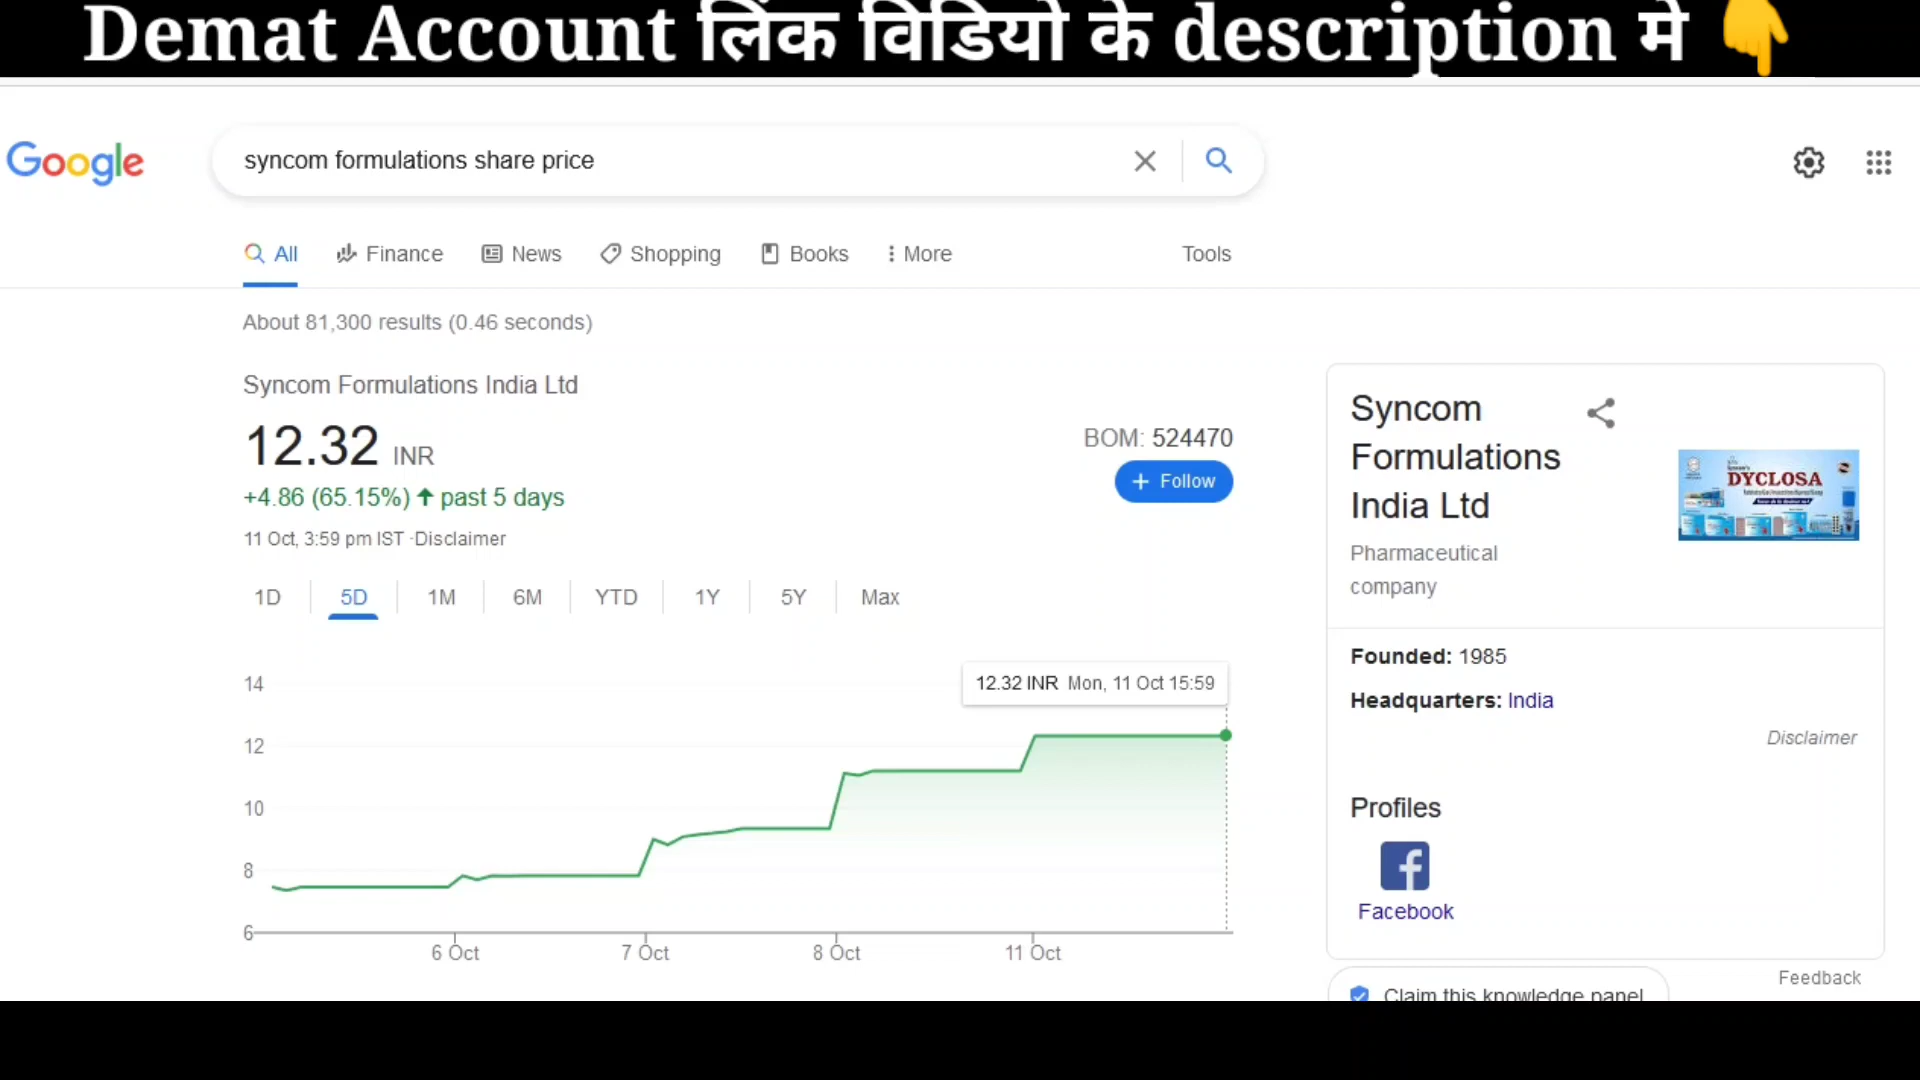 Demat Account लिंक विडियो के description मे
Google
syncom formulations share price
All
Finance
News
Shopping
Books
More
Tools
About 81,300 results (0.46 seconds)
Syncom Formulations India Ltd
12.32 INR
BOM: 524470
+ Follow
+4.86 (65.15%) ↑ past 5 days
11 Oct, 3:59 pm IST ·Disclaimer
1D
5D
1M
6M
YTD
1Y
5Y
Max
12.32 INR Mon, 11 Oct 15:59
14
12
10
8
6
6 Oct
7 Oct
8 Oct
11 Oct
Syncom
Formulations
India Ltd
DYCLOSA
Pharmaceutical
company
Founded: 1985
Headquarters: India
Disclaimer
Profiles
Facebook
Feedback
Claim this knowledge panel